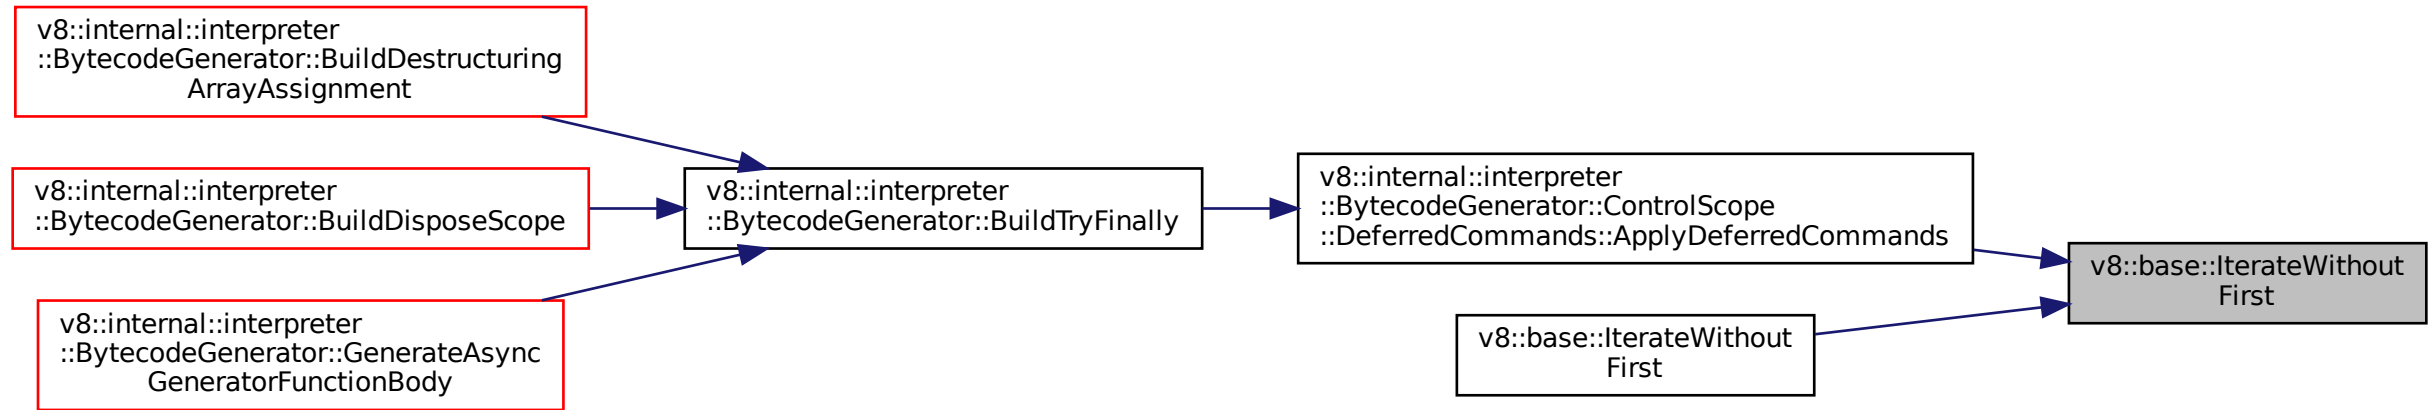 v8::internal::interpreter
::BytecodeGenerator::BuildDestructuring
ArrayAssignment
v8::internal::interpreter
::BytecodeGenerator::BuildDisposeScope
v8::internal::interpreter
::BytecodeGenerator::GenerateAsync
GeneratorFunctionBody
v8::internal::interpreter
::BytecodeGenerator::BuildTryFinally
v8::internal::interpreter
::BytecodeGenerator::ControlScope
::DeferredCommands::ApplyDeferredCommands
v8::base::IterateWithout
First
v8::base::IterateWithout
First